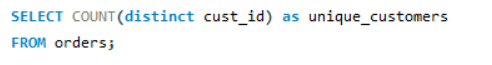 SELECT COUNT(distinct cust_id) as unique_customers
FROM orders;